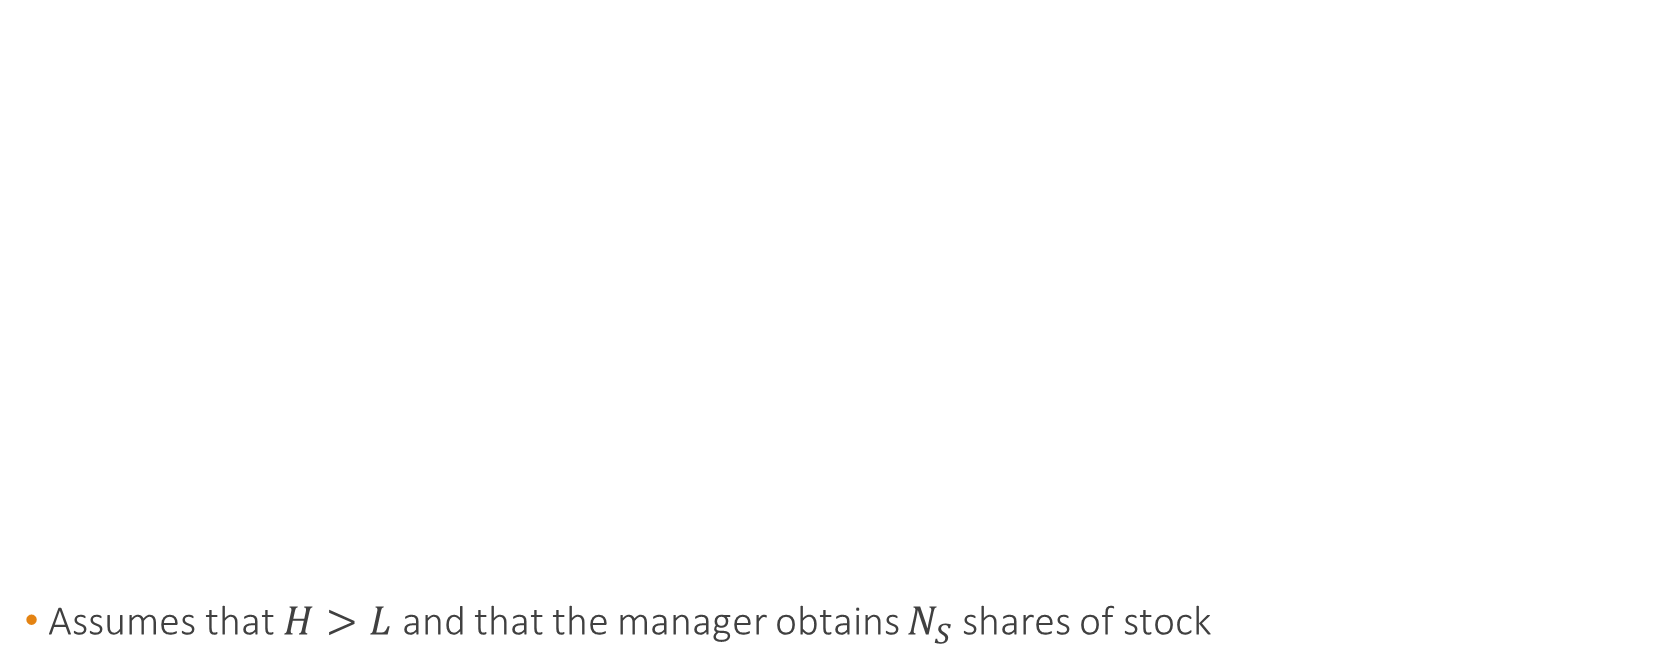 • Assumes that H > L and that the manager obtains N_S shares of stock